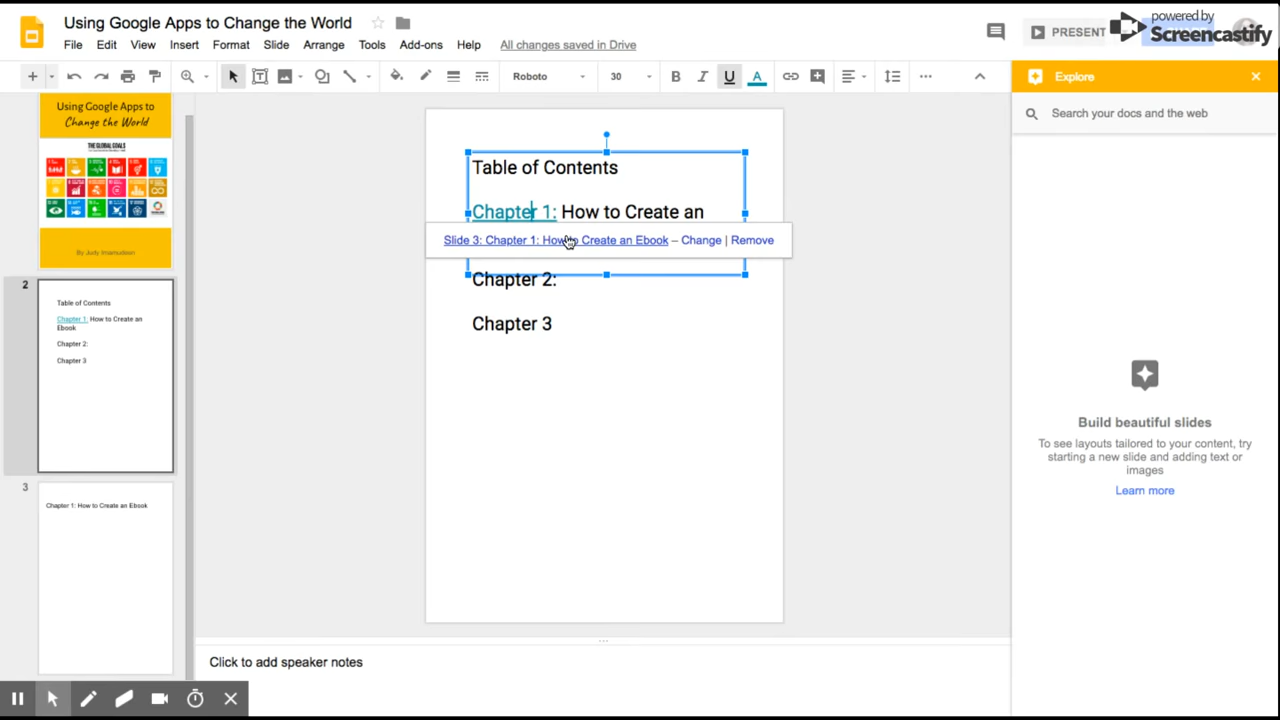 Using Google Apps to Change the World
powered by
Screencastify
File Edit View Insert Format Slide Arrange Tools Add-ons Help All changes saved in Drive
PRESENT
Roboto 30 B I U A
Explore
Search your docs and the web
Using Google Apps to
Change the World
THE GLOBAL GOALS
By Judy
2
Table of Contents
Chapter 1: How to Create an
Ebook
Chapter 2:
Chapter 3
3
Chapter 1: How to Create an Ebook
Table of Contents
Chapter 1: How to Create an
Slide 3: Chapter 1: How to Create an Ebook – Change | Remove
Chapter 2:
Chapter 3
Build beautiful slides
To see layouts tailored to your content, try
starting a new slide and adding text or
images
Learn more
Click to add speaker notes